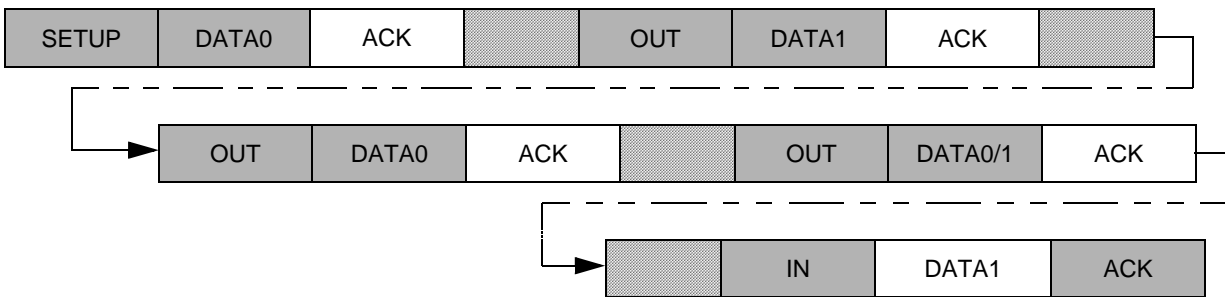 SETUP DATA0 ACK OUT DATA1 ACK
OUT DATA0 ACK OUT DATA0/1 ACK
IN DATA1 ACK